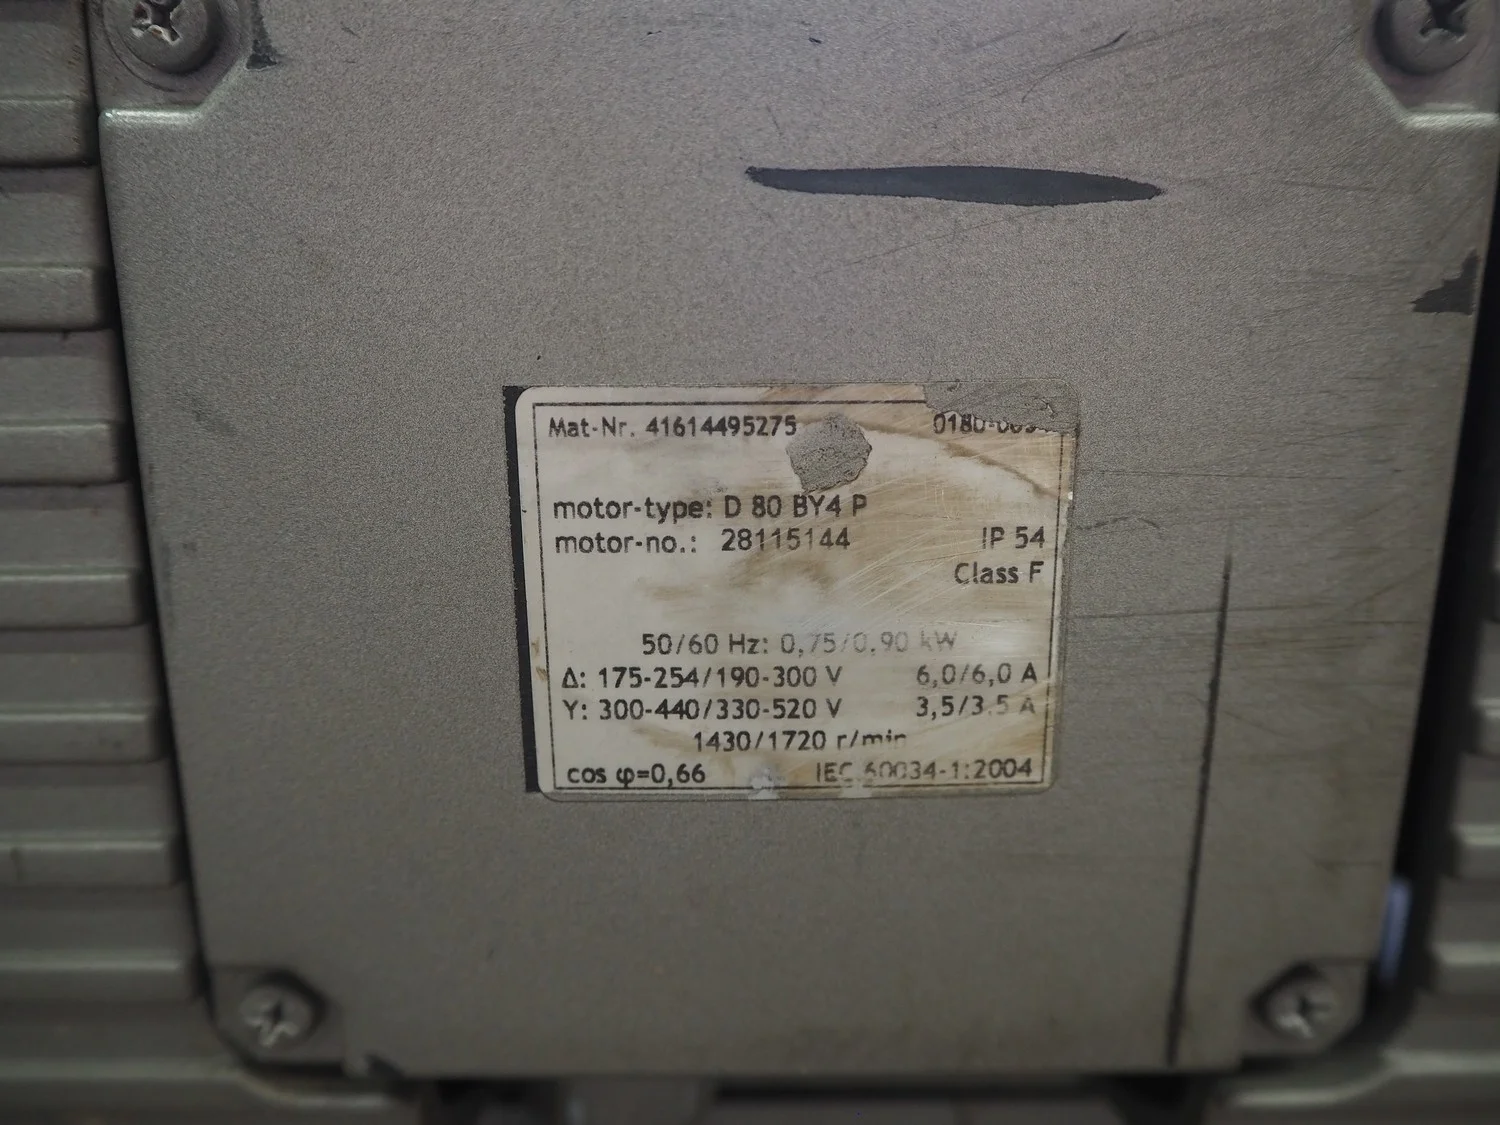 Mat-Nr. 41614495275
motor-type: D 80 BY4 P
motor-no.: 28115144 IP 54
Class F
50/60 Hz: 0,75/0,90 kW
Δ: 175-254/190-300 V 6,0/6,0 A
Y: 300-440/330-520 V 3,5/3,5 A
1430/1720 r/min
cos φ=0,66 IEC 60034-1:2004